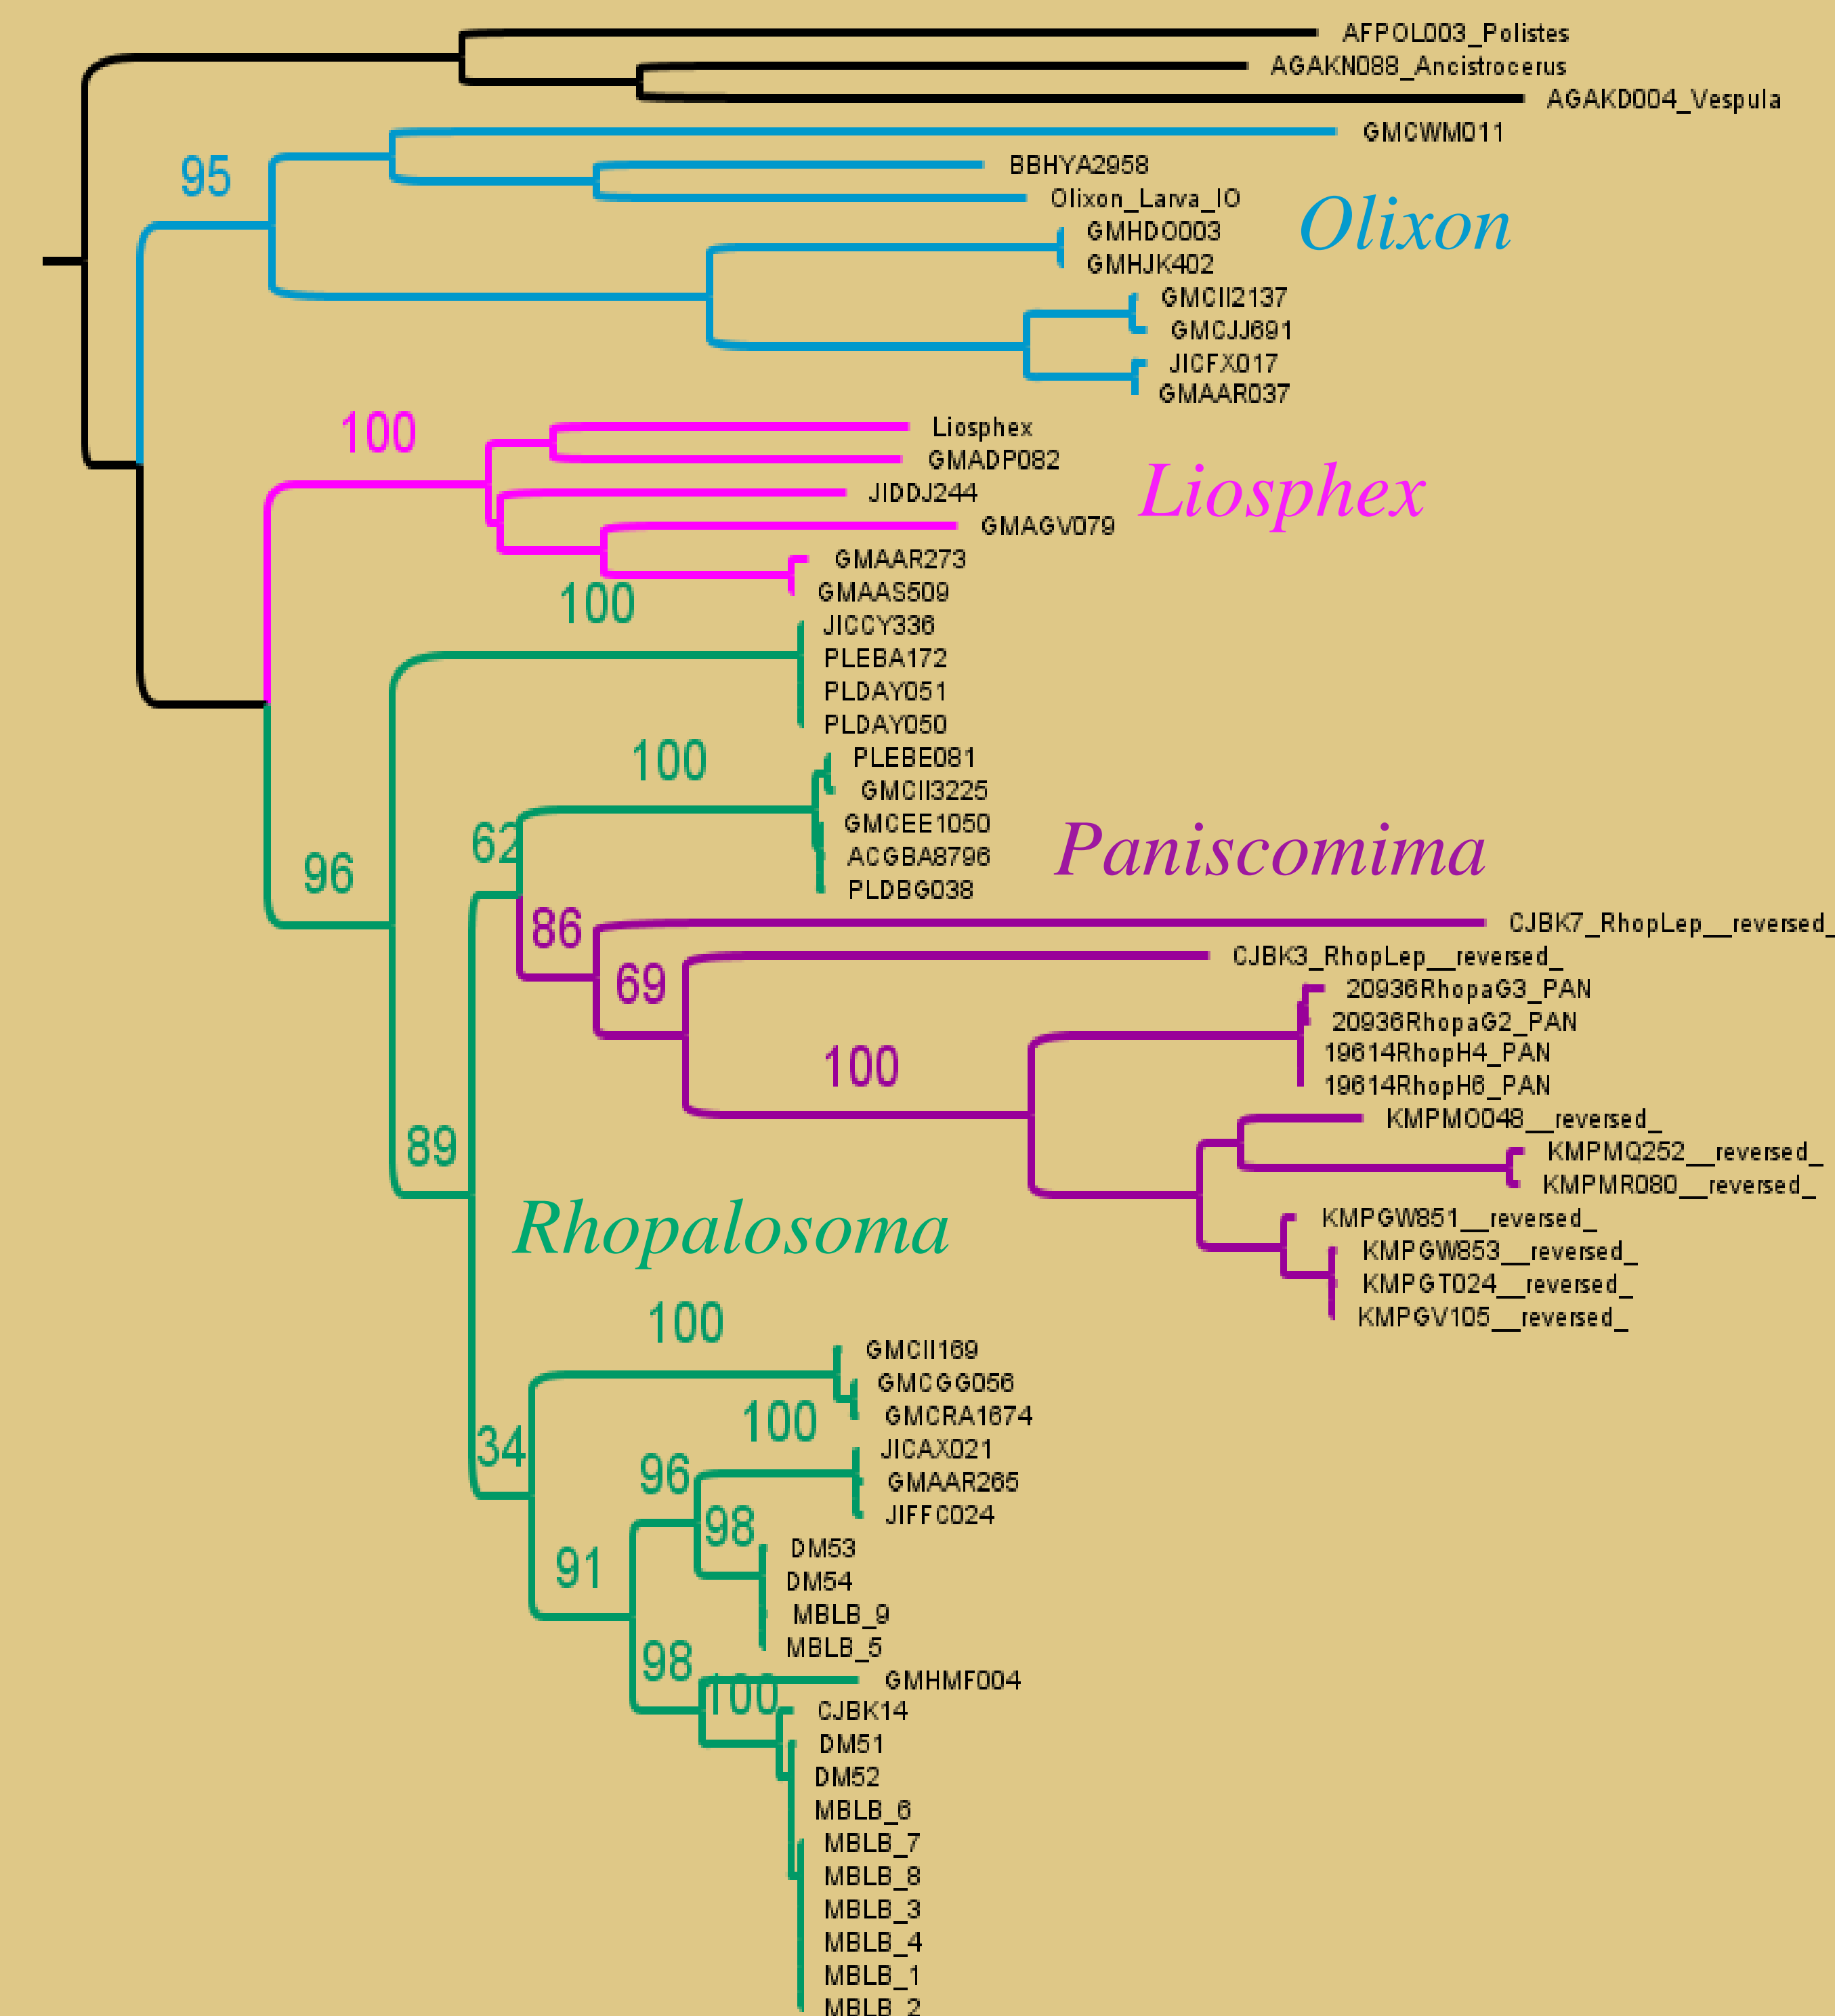 AFPOL003_Polistes
AGAKN088_Ancistrocerus
AGAKD004_Vespula
GMCWM011
95
BBHYA2958
Olixon_Larva_IO
Olixon
GMHDO003
GMHJK402
GMCII2137
GMCJJ691
JICFX017
GMAAR037
100
Liosphex
GMADP082
JIDDJ244
Liosphex
GMAGV079
GMAAR273
GMAAS509
100
JICCY336
PLEBA172
PLDAY051
PLDAY050
100
PLEBE081
GMCII3225
GMCEE1050
62
ACGBA8796
Paniscomima
96
PLDBG038
86
CJBK7_RhopLep__reversed_
CJBK3_RhopLep__reversed_
69
20936RhopaG3_PAN
20936RhopaG2_PAN
100
19614RhopH4_PAN
19614RhopH6_PAN
KMPMO048__reversed_
89
KMPMQ252__reversed_
KMPMR080__reversed_
Rhopalosoma
KMPGW851__reversed_
KMPGW853__reversed_
KMPGT024__reversed_
KMPGV105__reversed_
100
GMCII169
GMCGG056
100
GMCRA1674
34
JICAX021
96
GMAAR265
JIFFC024
98
DM53
91
DM54
MBLB_9
MBLB_5
98
GMHMF004
100
CJBK14
DM51
DM52
MBLB_6
MBLB_7
MBLB_8
MBLB_3
MBLB_4
MBLB_1
MBLB_2